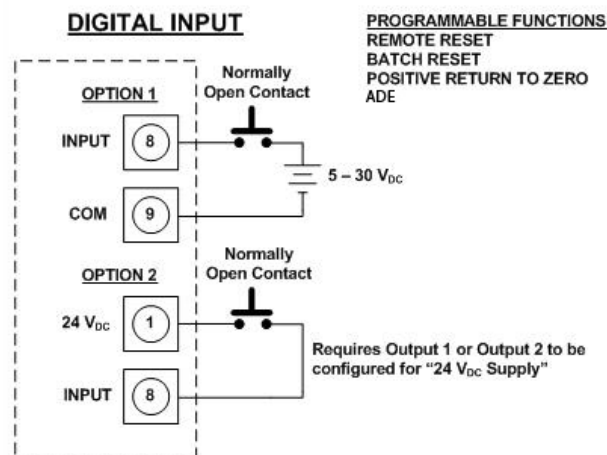 DIGITAL INPUT
PROGRAMMABLE FUNCTIONS
REMOTE RESET
BATCH RESET
POSITIVE RETURN TO ZERO
ADE
OPTION 1
Normally
Open Contact
INPUT
8
5 – 30 VDC
COM
9
OPTION 2
Normally
Open Contact
24 VDC
1
Requires Output 1 or Output 2 to be
configured for “24 VDC Supply”
INPUT
8